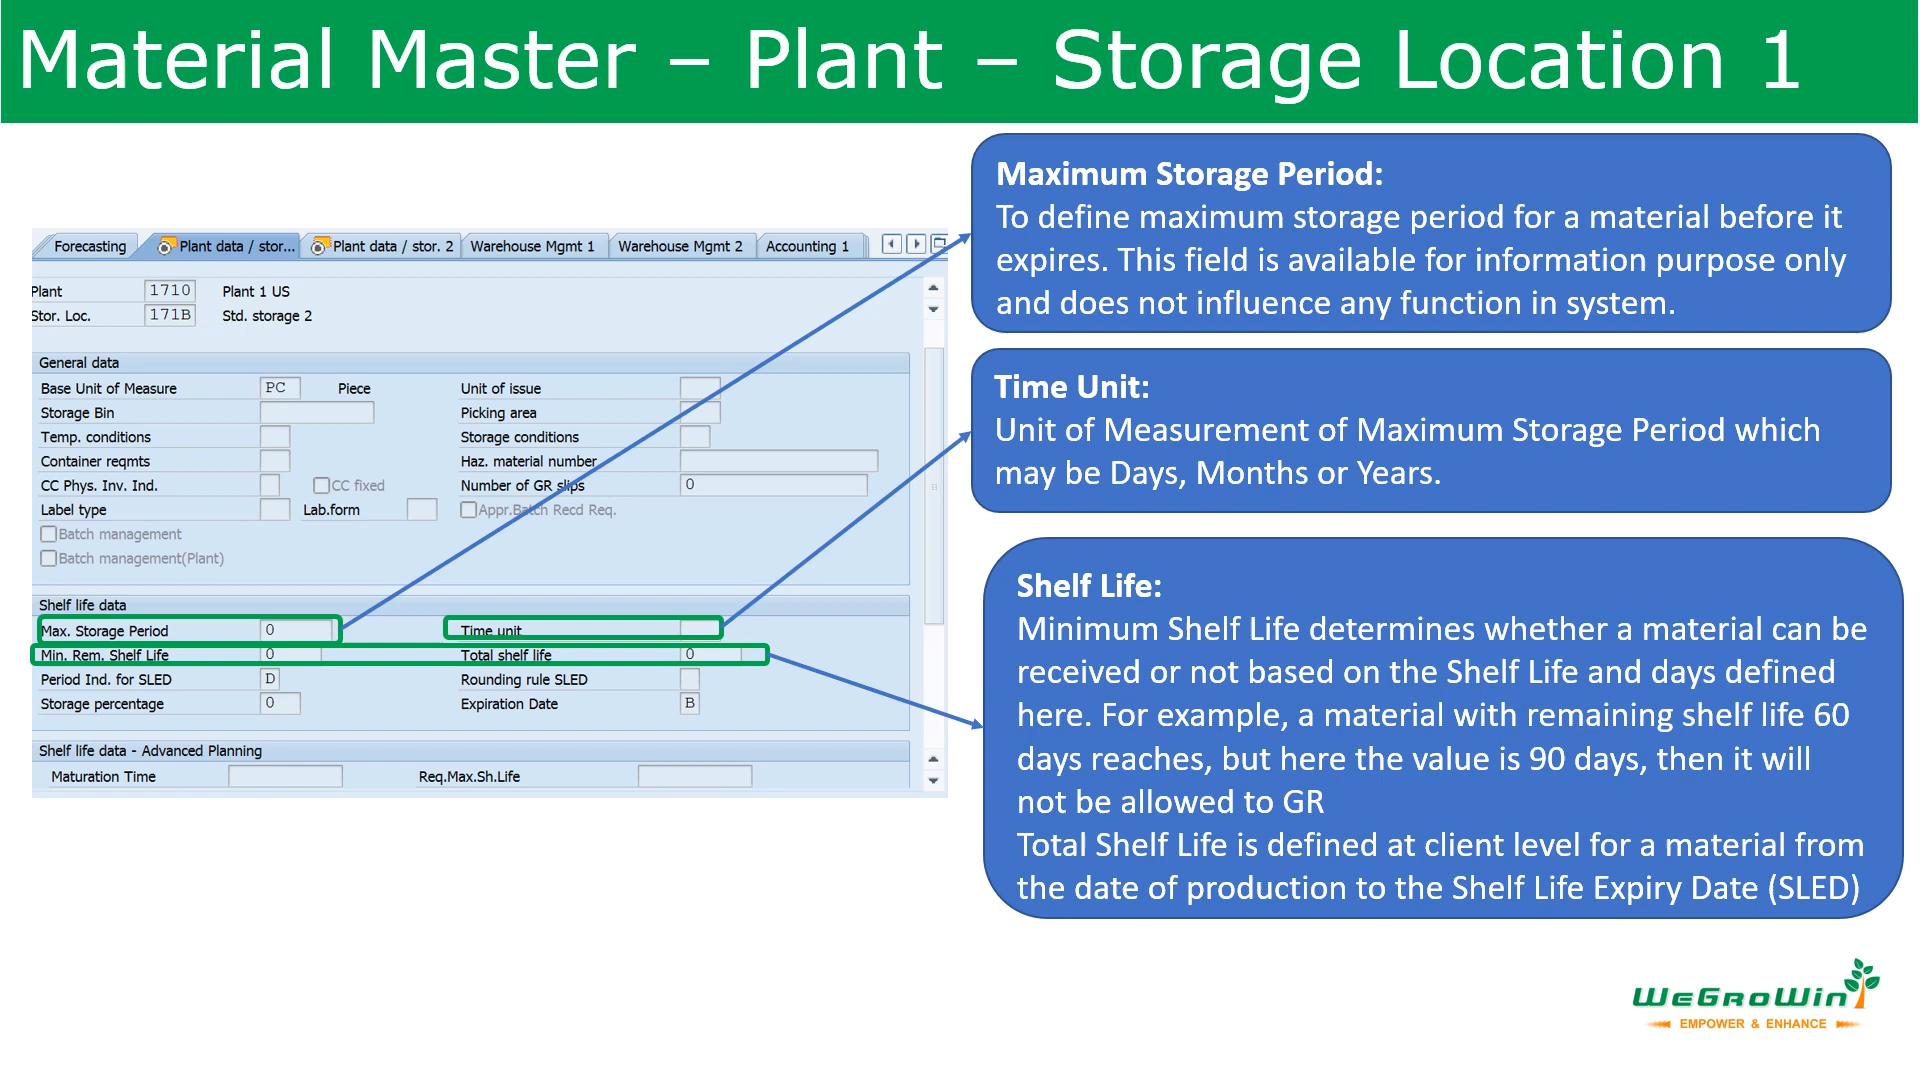 Material Master – Plant – Storage Location 1
Forecasting
Plant data / stor...
Plant data / stor. 2
Warehouse Mgmt 1
Warehouse Mgmt 2
Accounting 1
Plant 1710 Plant 1 US
Stor. Loc. 171B Std. storage 2
General data
Base Unit of Measure PC Piece Unit of issue
Storage Bin Picking area
Temp. conditions Storage conditions
Container reqmts Haz. material number
CC Phys. Inv. Ind. CC fixed Number of GR slips 0
Label type Lab.form Appr.Batch Recd Req.
Batch management
Batch management(Plant)
Shelf life data
Max. Storage Period 0 Time unit
Min. Rem. Shelf Life 0 Total shelf life 0
Period Ind. for SLED D Rounding rule SLED
Storage percentage 0 Expiration Date B
Shelf life data - Advanced Planning
Maturation Time Req.Max.Sh.Life
Maximum Storage Period:
To define maximum storage period for a material before it
expires. This field is available for information purpose only
and does not influence any function in system.
Time Unit:
Unit of Measurement of Maximum Storage Period which
may be Days, Months or Years.
Shelf Life:
Minimum Shelf Life determines whether a material can be
received or not based on the Shelf Life and days defined
here. For example, a material with remaining shelf life 60
days reaches, but here the value is 90 days, then it will
not be allowed to GR
Total Shelf Life is defined at client level for a material from
the date of production to the Shelf Life Expiry Date (SLED)
WeGroWin
EMPOWER & ENHANCE